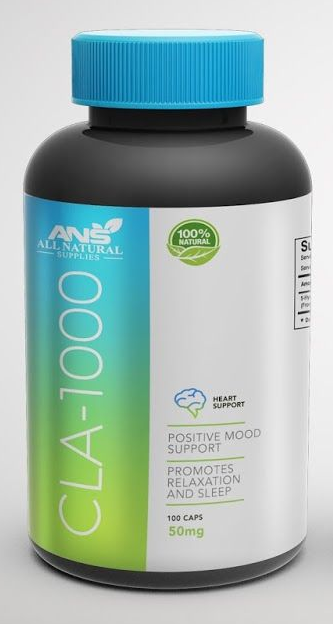 ANS
ALL NATURAL
SUPPLIES
CLA-1000
100%
NATURAL
HEART
SUPPORT
POSITIVE MOOD
SUPPORT
PROMOTES
RELAXATION
AND SLEEP
100 CAPS
50mg
Su